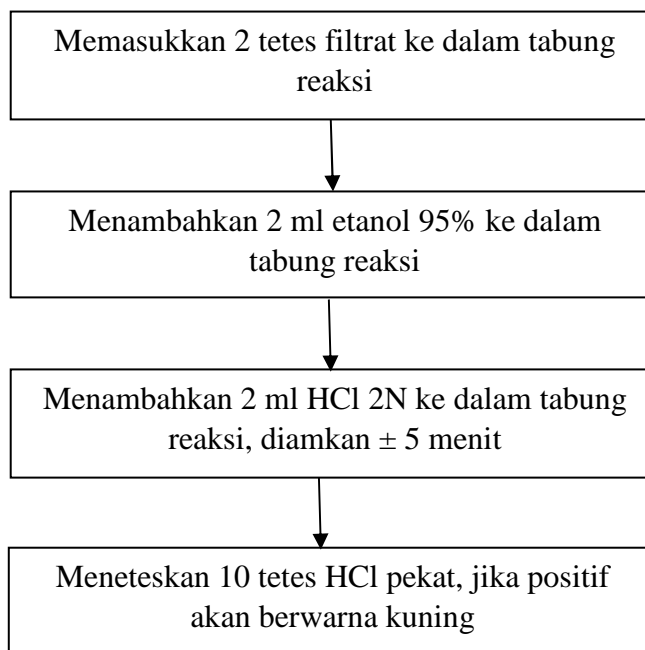 Memasukkan 2 tetes filtrat ke dalam tabung
reaksi
Menambahkan 2 ml etanol 95% ke dalam
tabung reaksi
Menambahkan 2 ml HCl 2N ke dalam tabung
reaksi, diamkan ± 5 menit
Meneteskan 10 tetes HCl pekat, jika positif
akan berwarna kuning